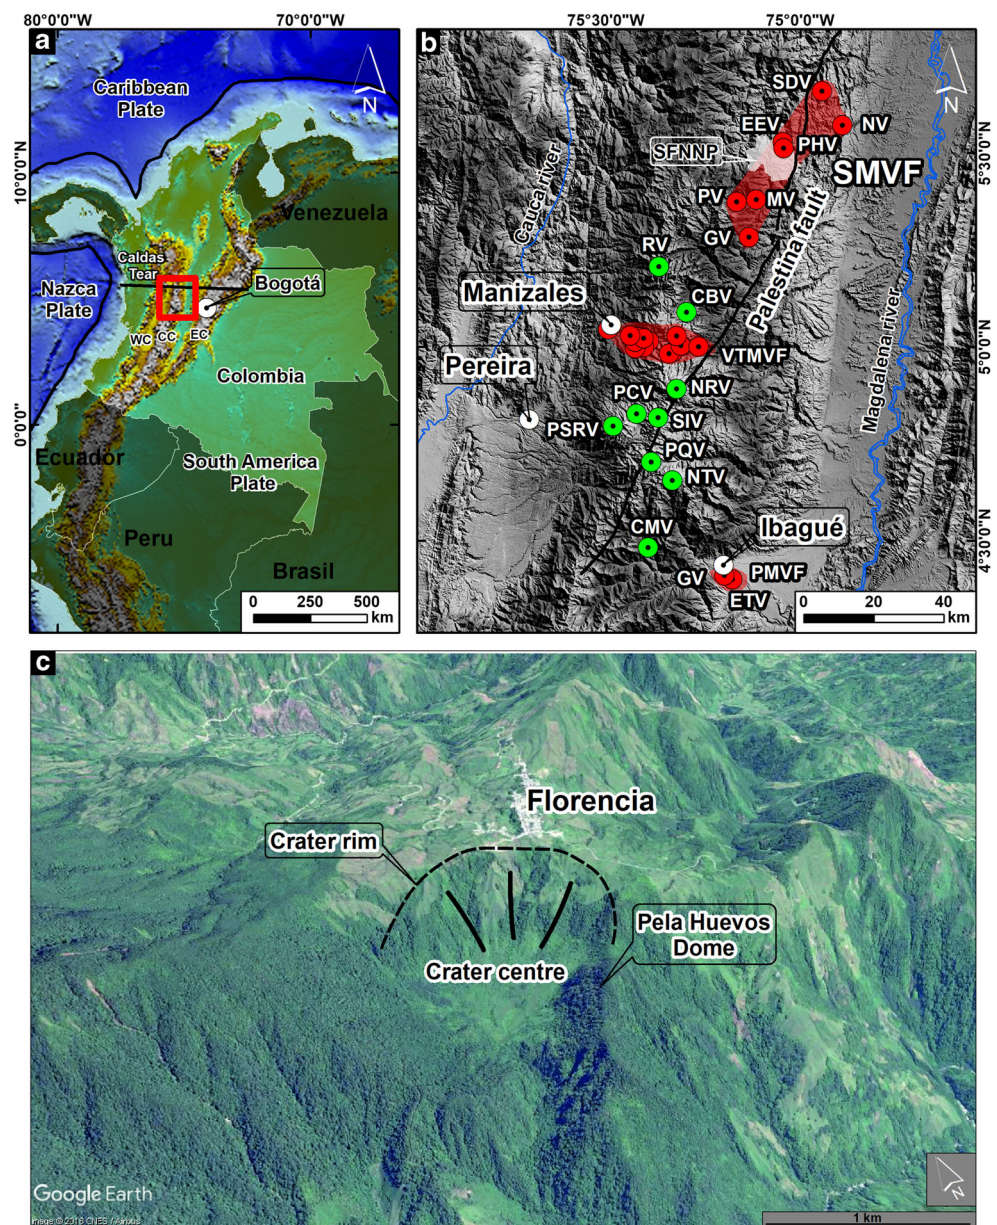 80°0'0"W
70°0'0"W
75°30'0"W
75°0'0"W
a
Caribbean
Plate
N
10°0'0"N
0°0'0"
Venezuela
Caldas
Tear
Nazca
Plate
Bogotá
WC
CC
EC
Colombia
South America
Plate
Ecuador
Peru
Brasil
0 250 500
km
b
N
SDV
EEV
NV
PHV
SFNNP
SMVF
PV
MV
GV
Cauca river
RV
Palestina fault
Manizales
CBV
VTMVF
Pereira
NRV
PCV
PSRV
SIV
PQV
NTV
Magdalena river
CMV
Ibagué
GV
PMVF
ETV
0 20 40
km
5°30'0"N
5°0'0"N
4°30'0"N
c
Florencia
Crater rim
Pela Huevos
Dome
Crater centre
Google Earth
Image © 2018 CNES / Airbus
N
1 km